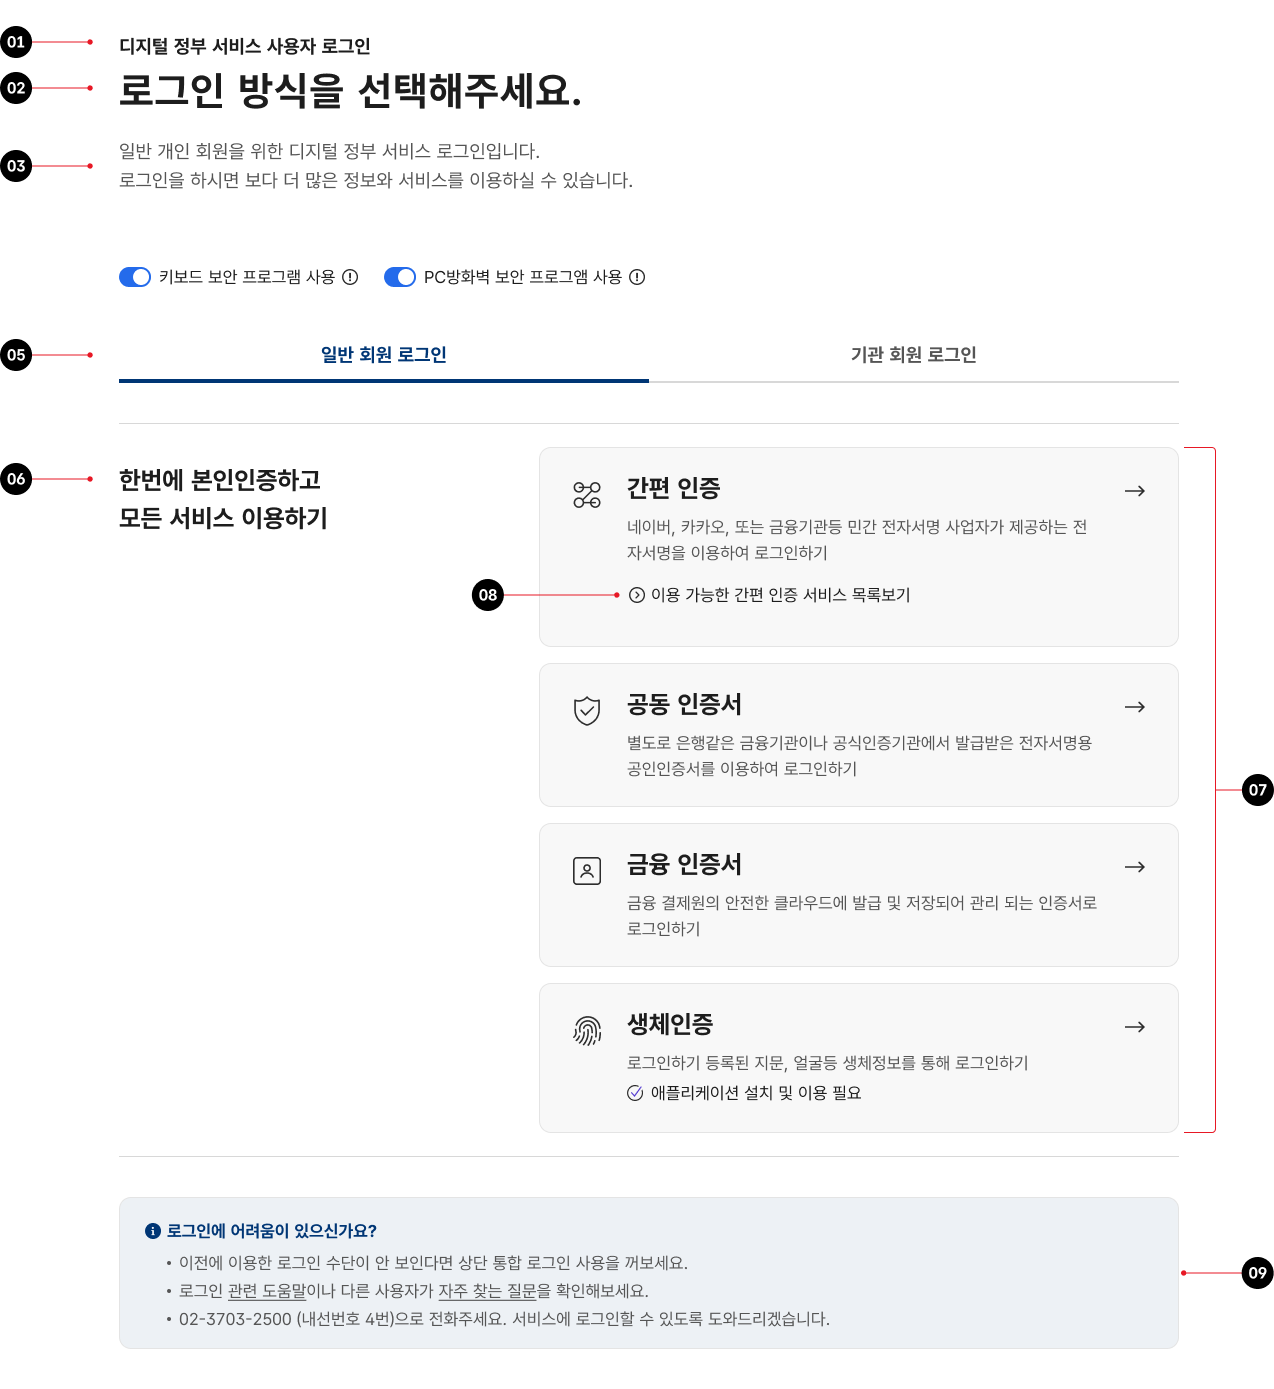 01
디지털 정부 서비스 사용자 로그인
02
로그인 방식을 선택해주세요.
03
일반 개인 회원을 위한 디지털 정부 서비스 로그인입니다.
로그인을 하시면 보다 더 많은 정보와 서비스를 이용하실 수 있습니다.
키보드 보안 프로그램 사용
PC방화벽 보안 프로그앰 사용
05
일반 회원 로그인
기관 회원 로그인
06
한번에 본인인증하고
모든 서비스 이용하기
간편 인증
네이버, 카카오, 또는 금융기관등 민간 전자서명 사업자가 제공하는 전
자서명을 이용하여 로그인하기
08
이용 가능한 간편 인증 서비스 목록보기
공동 인증서
별도로 은행같은 금융기관이나 공식인증기관에서 발급받은 전자서명용
공인인증서를 이용하여 로그인하기
07
금융 인증서
금융 결제원의 안전한 클라우드에 발급 및 저장되어 관리 되는 인증서로
로그인하기
생체인증
로그인하기 등록된 지문, 얼굴등 생체정보를 통해 로그인하기
애플리케이션 설치 및 이용 필요
로그인에 어려움이 있으신가요?
• 이전에 이용한 로그인 수단이 안 보인다면 상단 통합 로그인 사용을 꺼보세요.
09
• 로그인 관련 도움말이나 다른 사용자가 자주 찾는 질문을 확인해보세요.
• 02-3703-2500 (내선번호 4번)으로 전화주세요. 서비스에 로그인할 수 있도록 도와드리겠습니다.